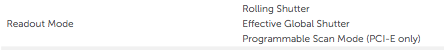 Rolling Shutter
Readout Mode
Effective Global Shutter
Programmable Scan Mode (PCI-E only)